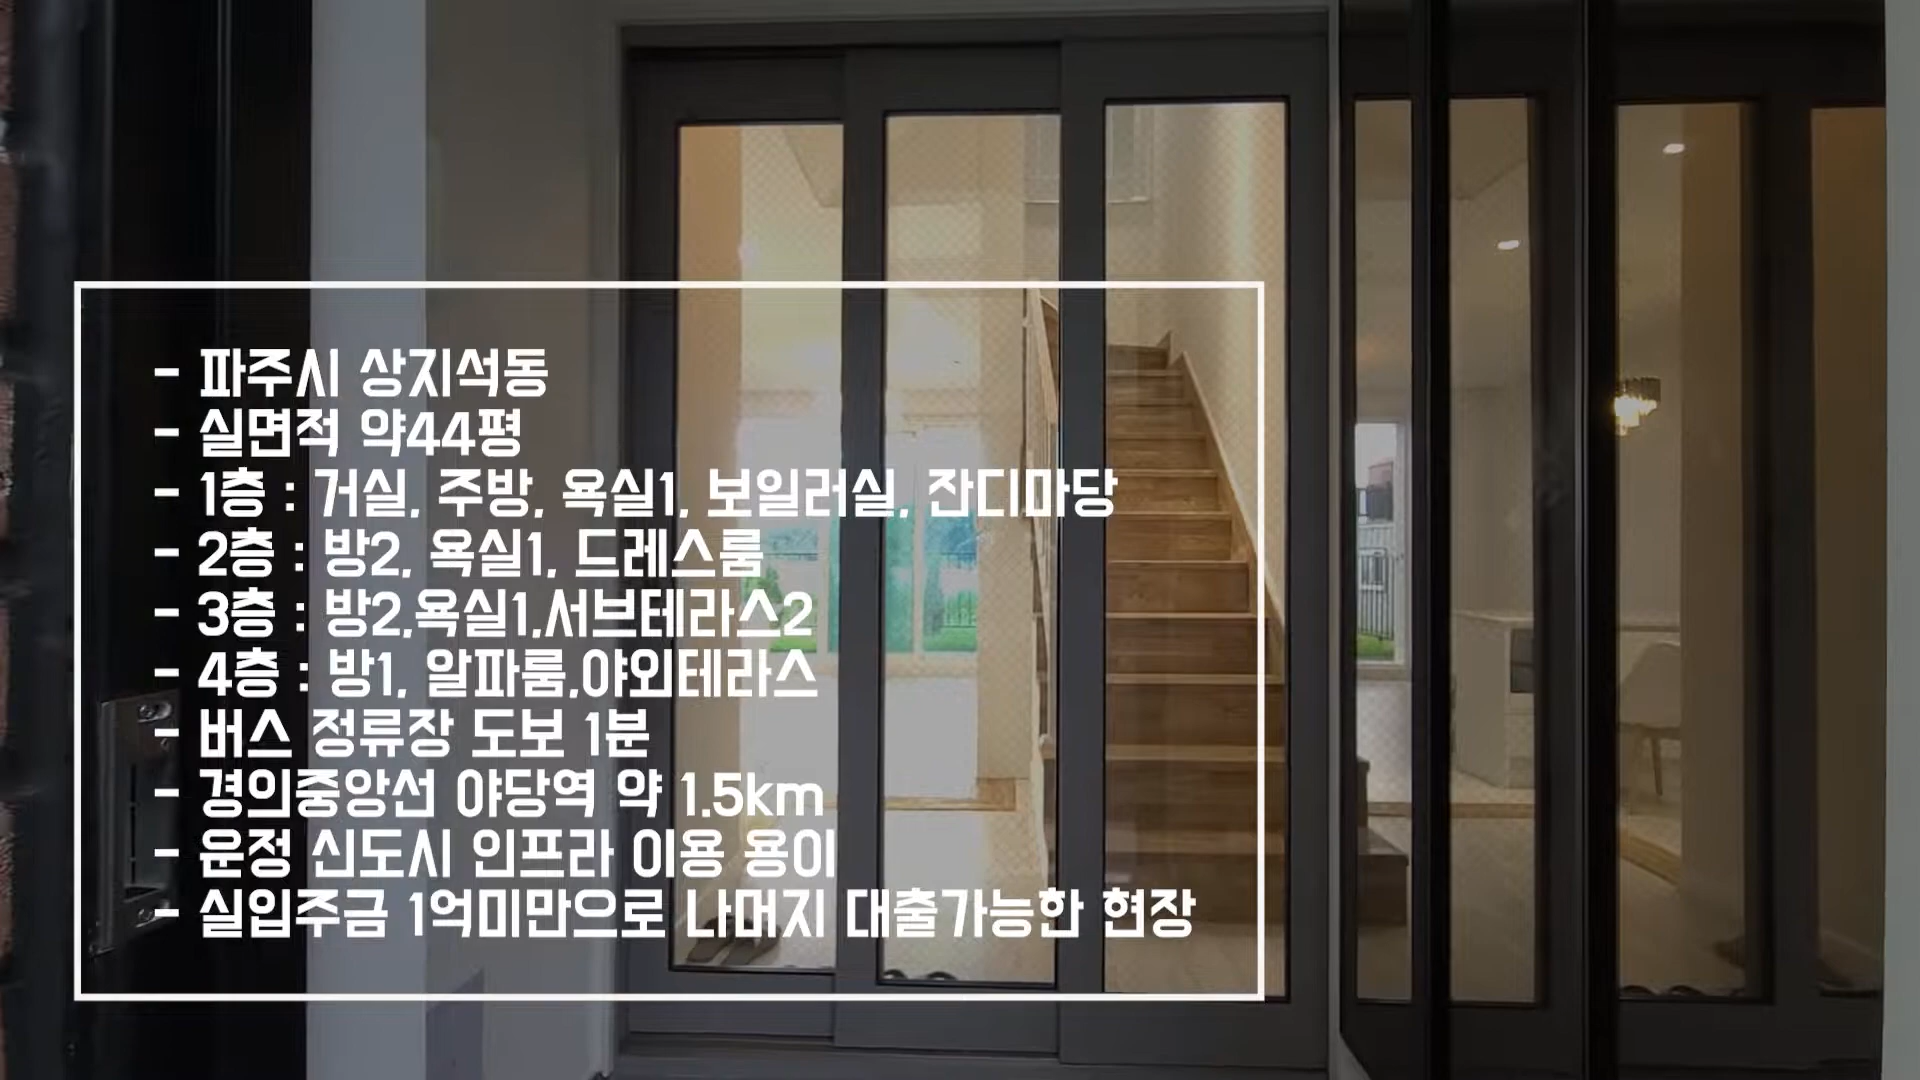 - 파주시 상지석동
- 실면적 약44평
- 1층 : 거실, 주방, 욕실1, 보일러실, 잔디마당
- 2층 : 방2, 욕실1, 드레스룸
- 3층 : 방2,욕실1,서브테라스2
- 4층 : 방1, 알파룸,야외테라스
- 버스 정류장 도보 1분
- 경의중앙선 야당역 약 1.5km
- 운정 신도시 인프라 이용 용이
- 실입주금 1억미만으로 나머지 대출가능한 현장